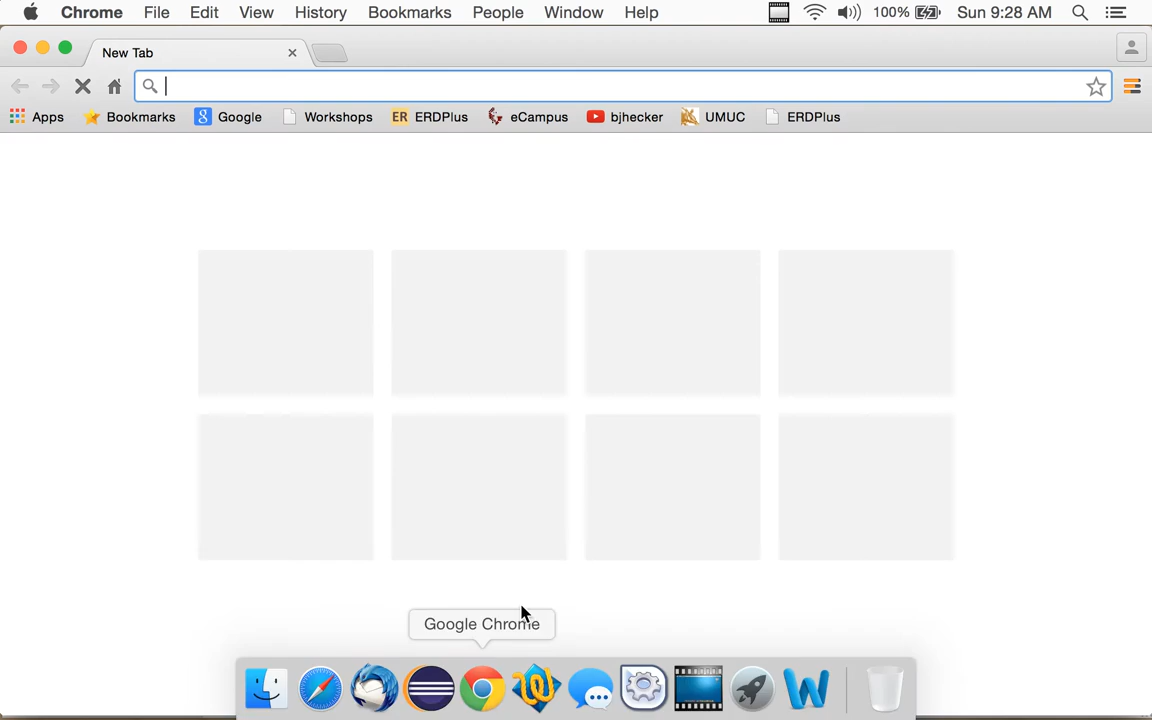 Chrome File Edit View History Bookmarks People Window Help 100% Sun 9:28 AM
New Tab
Apps Bookmarks Google Workshops ERDPlus eCampus bjhecker UMUC ERDPlus
Google Chrome